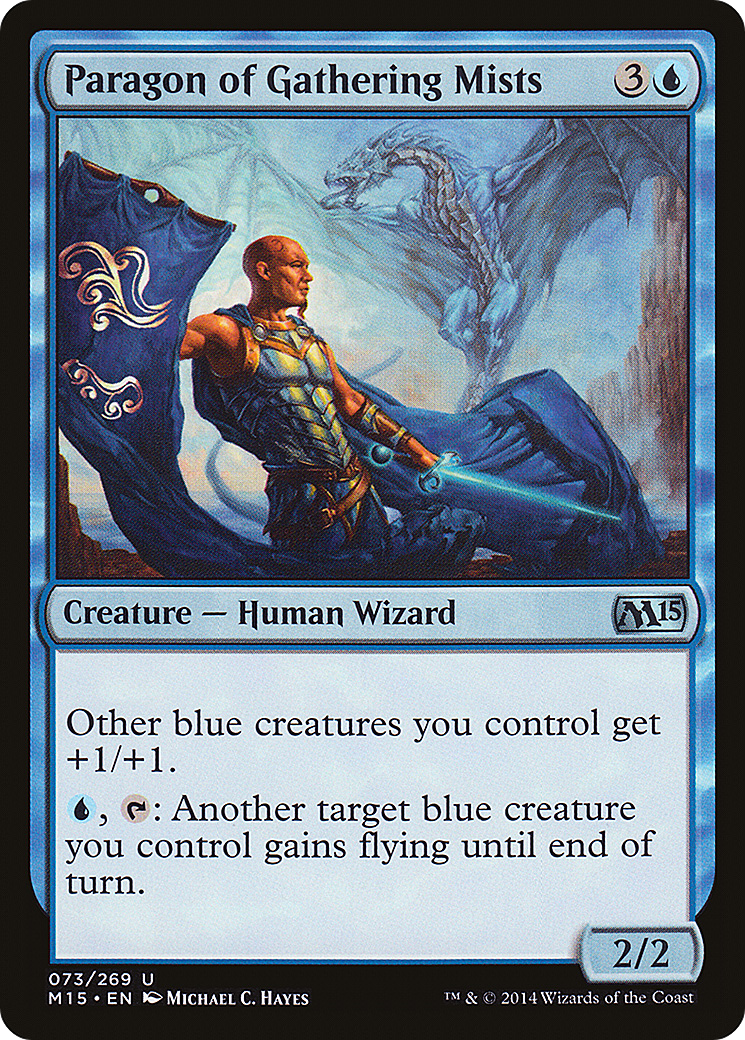 Paragon of Gathering Mists 3
Creature — Human Wizard M15
Other blue creatures you control get
+1/+1.
, : Another target blue creature
you control gains flying until end of
turn.
2/2
073/269 U
M15 • EN Michael C. Hayes
™ & © 2014 Wizards of the Coast